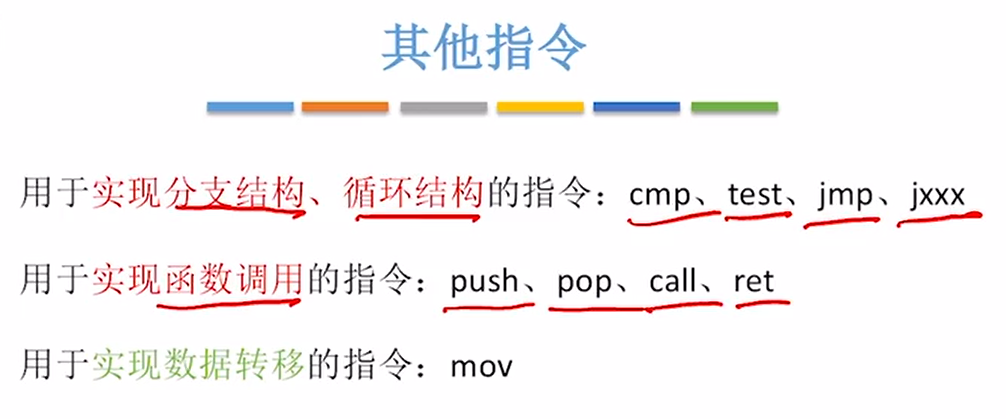 其他指令
用于实现分支结构、循环结构的指令：cmp、test、jmp、jxxx
用于实现函数调用的指令：push、pop、call、ret
用于实现数据转移的指令：mov